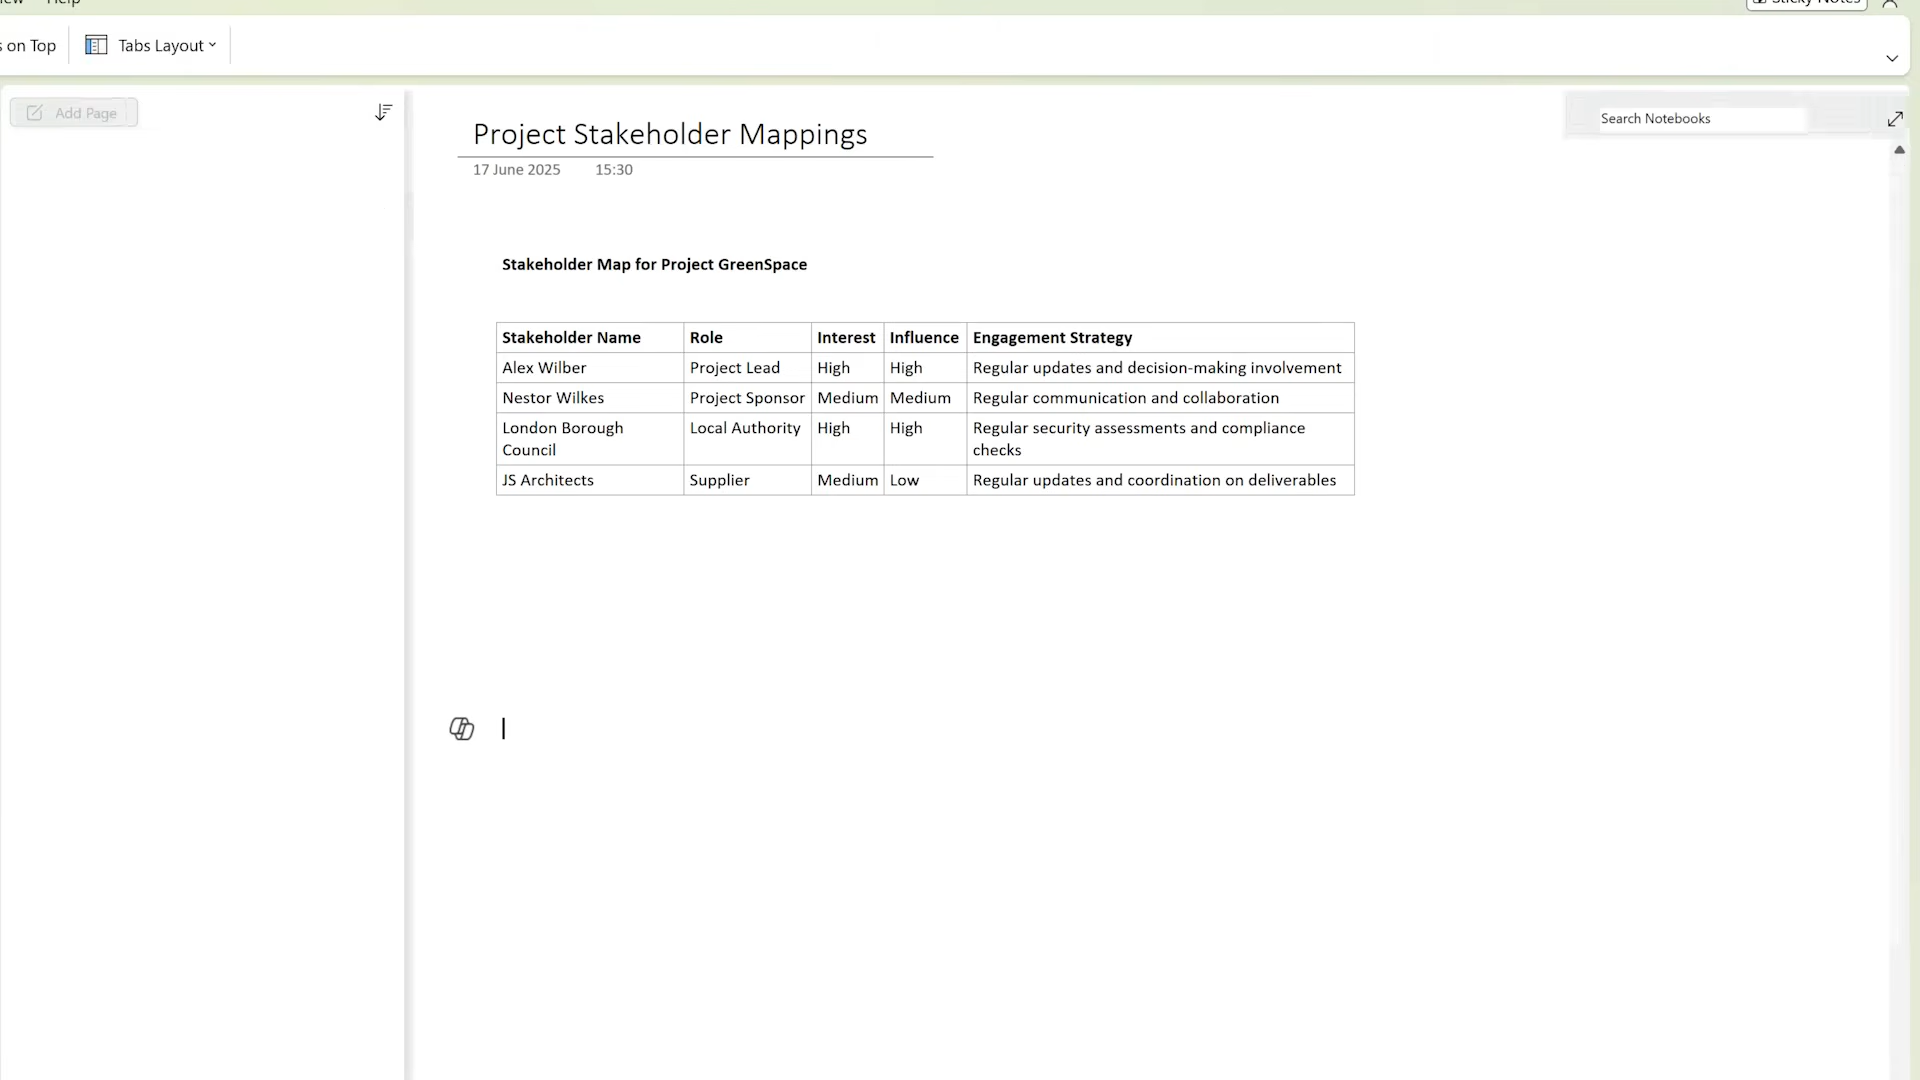 Help
Sticky Notes
on Top
Tabs Layout
Add Page
Search Notebooks
Project Stakeholder Mappings
17 June 2025 15:30
Stakeholder Map for Project GreenSpace
Stakeholder Name Role Interest Influence Engagement Strategy
Alex Wilber Project Lead High High Regular updates and decision-making involvement
Nestor Wilkes Project Sponsor Medium Medium Regular communication and collaboration
London Borough Council Local Authority High High Regular security assessments and compliance checks
JS Architects Supplier Medium Low Regular updates and coordination on deliverables